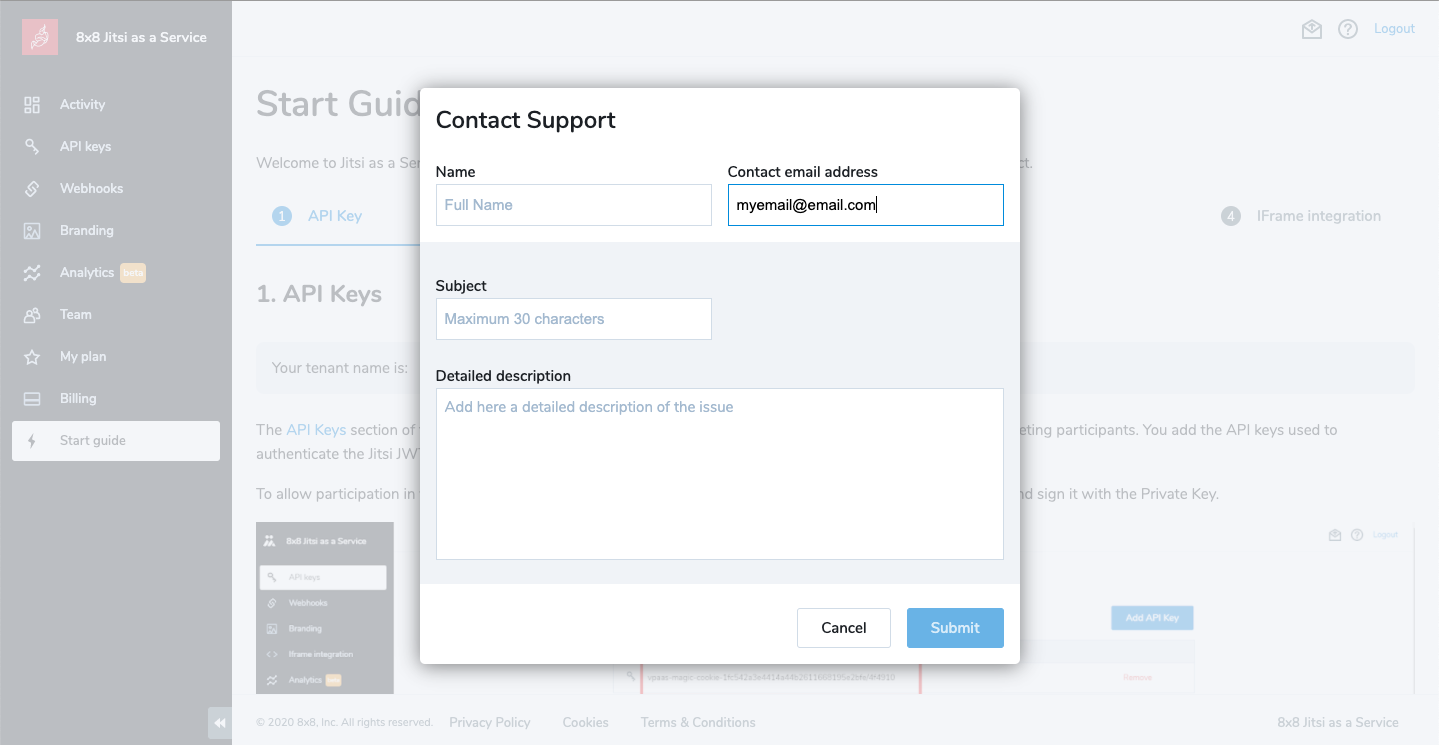 8x8 Jitsi as a Service
Logout
Activity
API keys
Webhooks
Branding
Analytics beta
Team
My plan
Billing
Start guide
Start Guid
Welcome to Jitsi as a Ser
ct.
1 API Key
4 IFrame integration
1. API Keys
Your tenant name is:
The API Keys section of
eting participants. You add the API keys used to
authenticate the Jitsi JW
To allow participation in
nd sign it with the Private Key.
Contact Support
Name
Contact email address
Full Name
myemail@email.com
Subject
Maximum 30 characters
Detailed description
Add here a detailed description of the issue
Cancel
Submit
8x8 Jitsi as a Service
Logout
API keys
Webhooks
Branding
Iframe integration
Analytics beta
Add API Key
Remove
© 2020 8x8, Inc. All rights reserved. Privacy Policy Cookies Terms & Conditions
8x8 Jitsi as a Service